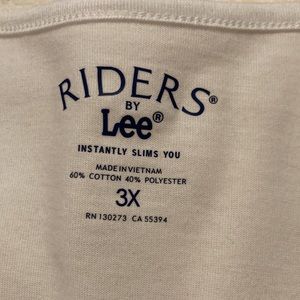 RIDERS®
BY
Lee®
INSTANTLY SLIMS YOU
MADE IN VIETNAM
60% COTTON 40% POLYESTER
3X
RN 130273 CA 55394